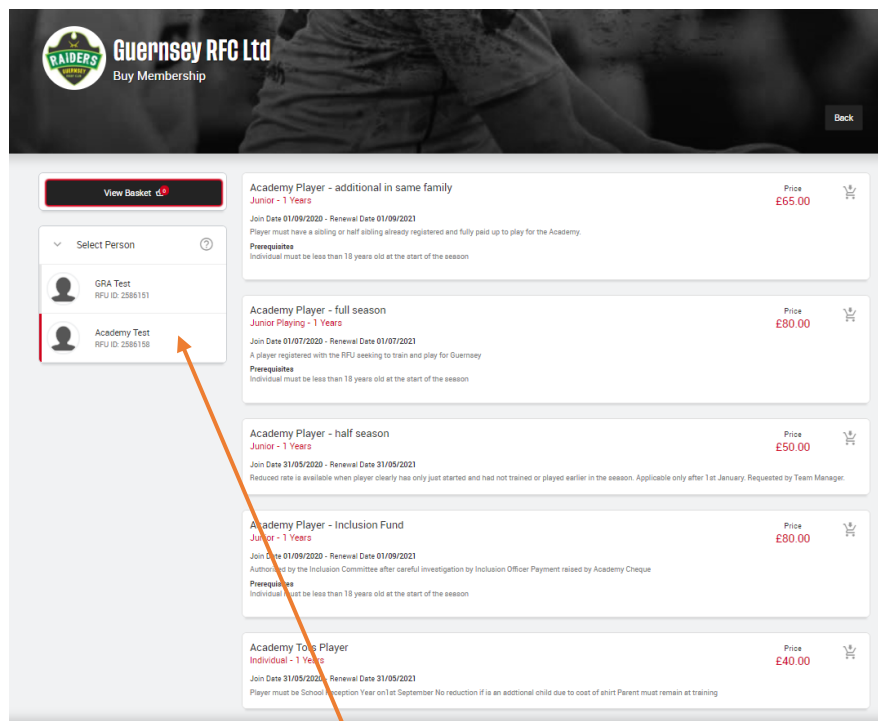 RAIDERS
GUERNSEY
Guernsey RFC Ltd
Buy Membership
Back
View Basket
Select Person
GRA Test
RFU ID: 2586151
Academy Test
RFU ID: 2586158
Academy Player - additional in same family
Junior - 1 Years
Join Date 01/09/2020 - Renewal Date 01/09/2021
Player must have a sibling or half sibling already registered and fully paid up to play for the Academy.
Prerequisites
Individual must be less than 18 years old at the start of the season
Price
£65.00
Academy Player - full season
Junior Playing - 1 Years
Join Date 01/07/2020 - Renewal Date 01/07/2021
A player registered with the RFU seeking to train and play for Guernsey
Prerequisites
Individual must be less than 18 years old at the start of the season
Price
£80.00
Academy Player - half season
Junior - 1 Years
Join Date 31/05/2020 - Renewal Date 31/05/2021
Reduced rate is available when player clearly has only just started and had not trained or played earlier in the season. Applicable only after 1st January. Requested by Team Manager.
Price
£50.00
Academy Player - Inclusion Fund
Junior - 1 Years
Join Date 01/09/2020 - Renewal Date 01/09/2021
Authorised by the Inclusion Committee after careful investigation by Inclusion Officer Payment raised by Academy Cheque
Prerequisites
Individual must be less than 18 years old at the start of the season
Price
£80.00
Academy Tots Player
Individual - 1 Years
Join Date 31/05/2020 - Renewal Date 31/05/2021
Player must be School Reception Year on1st September No reduction if is an addtional child due to cost of shirt Parent must remain at training
Price
£40.00